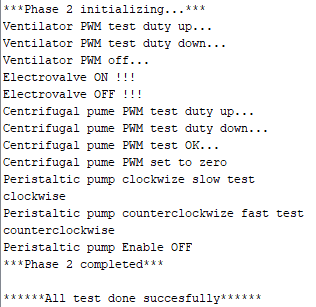 ***Phase 2 initializing...***
Ventilator PWM test duty up...
Ventilator PWM test duty down...
Ventilator PWM off...
Electrovalve ON !!!
Electrovalve OFF !!!
Centrifugal pume PWM test duty up...
Centrifugal pume PWM test duty down...
Centrifugal pume PWM test OK...
Centrifugal pume PWM set to zero
Peristaltic pump clockwize slow test
clockwise
Peristaltic pump counterclockwize fast test
counterclockwise
Peristaltic pump Enable OFF
***Phase 2 completed***
******All test done succesfully******